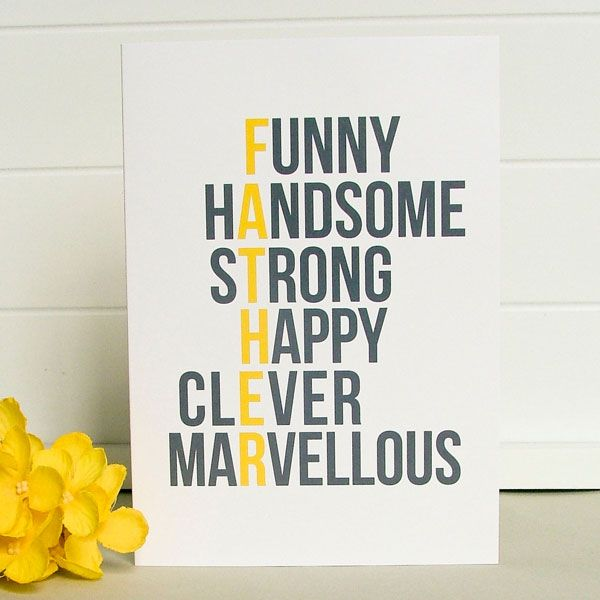 FUNNY
HANDSOME
STRONG
HAPPY
CLEVER
MARVELLOUS